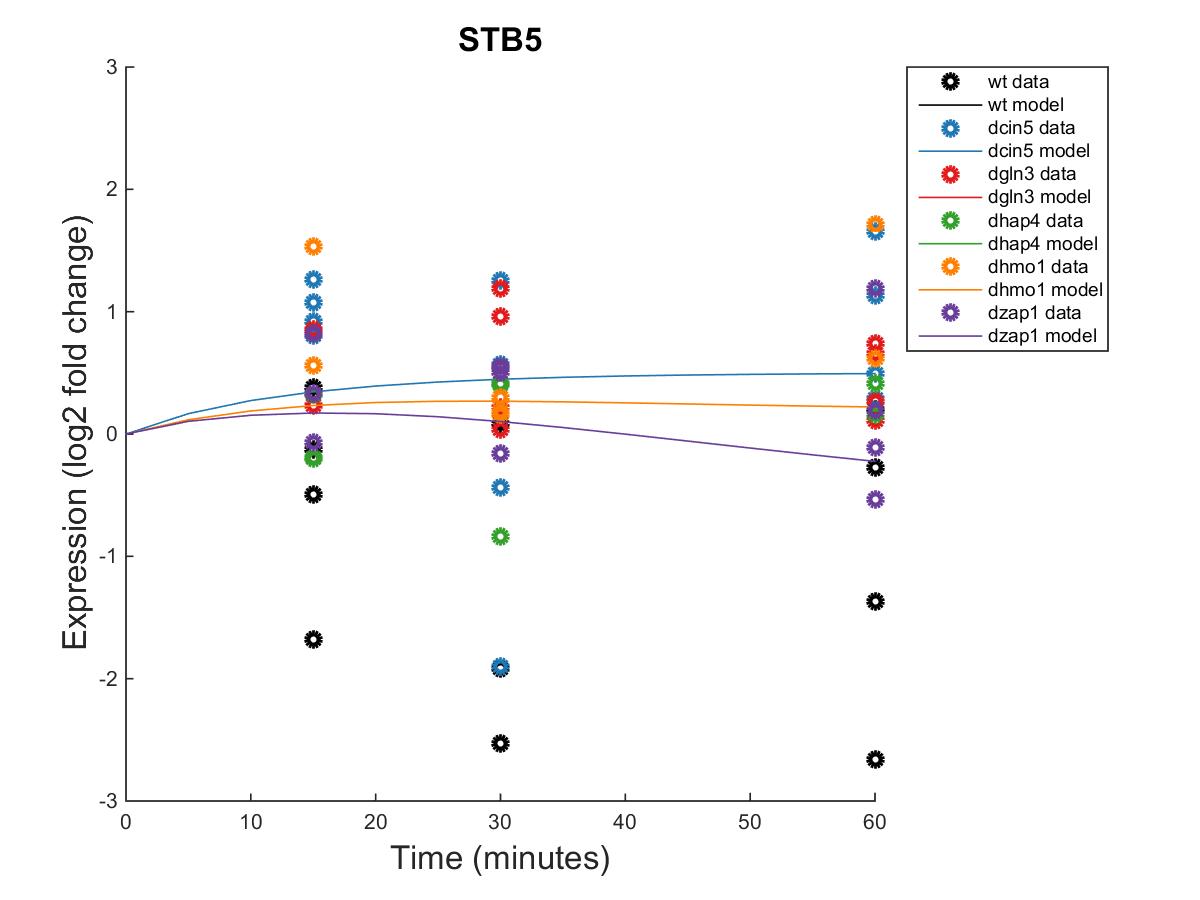 STB5
3
2
1
0
-1
-2
-3
0 10 20 30 40 50 60
Expression (log2 fold change)
Time (minutes)
wt data
wt model
dcin5 data
dcin5 model
dgln3 data
dgln3 model
dhap4 data
dhap4 model
dhmo1 data
dhmo1 model
dzap1 data
dzap1 model